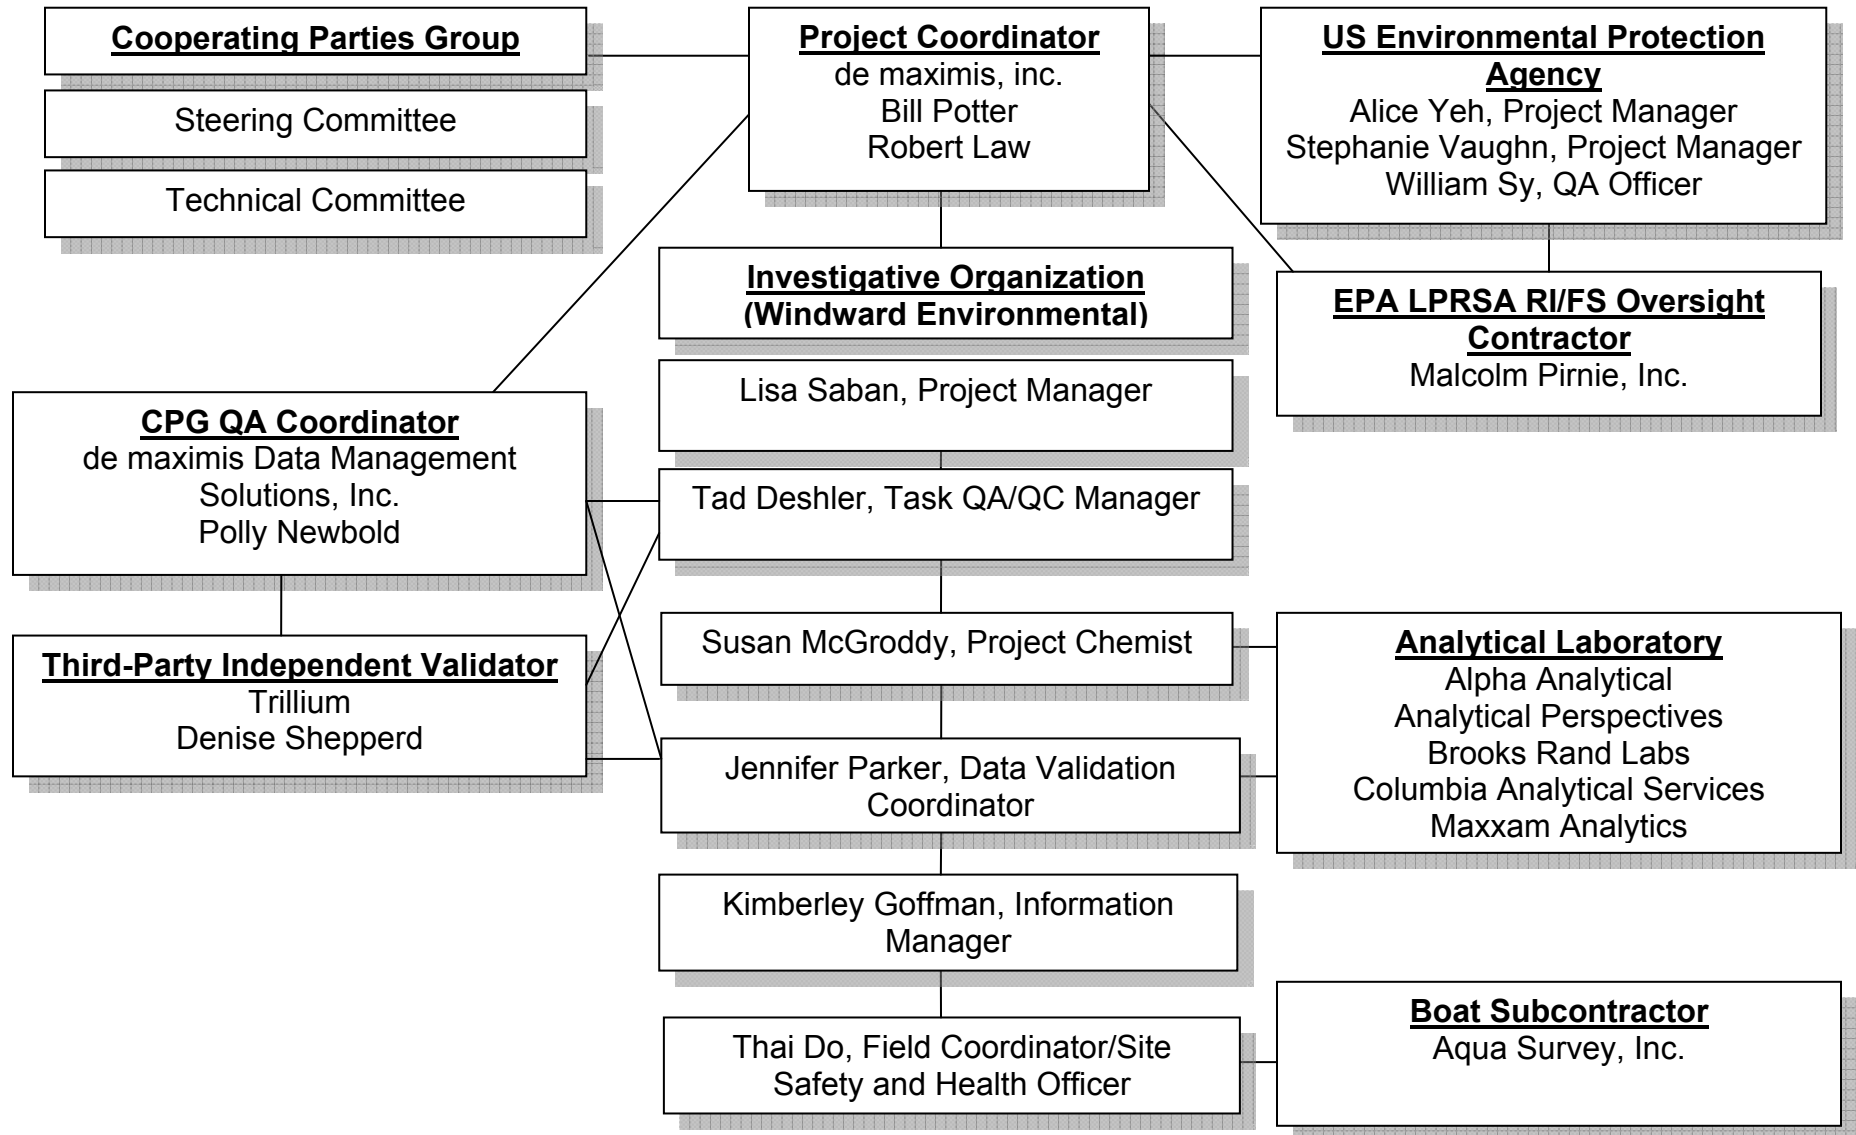 Cooperating Parties Group
Steering Committee
Technical Committee
Project Coordinator
de maximis, inc.
Bill Potter
Robert Law
US Environmental Protection
Agency
Alice Yeh, Project Manager
Stephanie Vaughn, Project Manager
William Sy, QA Officer
Investigative Organization
(Windward Environmental)
EPA LPRSA RI/FS Oversight
Contractor
Malcolm Pirnie, Inc.
Lisa Saban, Project Manager
CPG QA Coordinator
de maximis Data Management
Solutions, Inc.
Polly Newbold
Tad Deshler, Task QA/QC Manager
Third-Party Independent Validator
Trillium
Denise Shepperd
Susan McGroddy, Project Chemist
Analytical Laboratory
Alpha Analytical
Analytical Perspectives
Brooks Rand Labs
Columbia Analytical Services
Maxxam Analytics
Jennifer Parker, Data Validation
Coordinator
Kimberley Goffman, Information
Manager
Thai Do, Field Coordinator/Site
Safety and Health Officer
Boat Subcontractor
Aqua Survey, Inc.